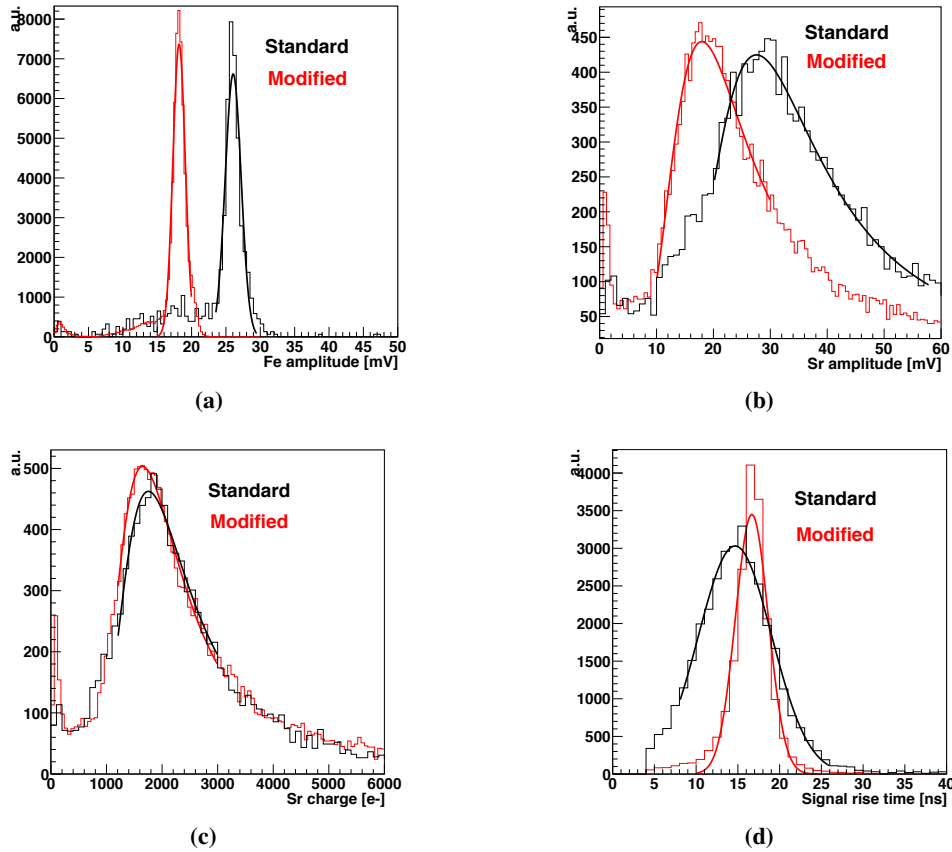 a.u.
8000
7000
6000
5000
4000
3000
2000
1000
0
Standard
Modified
0 5 10 15 20 25 30 35 40 45 50
Fe amplitude [mV]
(a)
a.u.
450
400
350
300
250
200
150
100
50
Standard
Modified
0 10 20 30 40 50 60
Sr amplitude [mV]
(b)
a.u.
500
400
300
200
100
0
Standard
Modified
0 1000 2000 3000 4000 5000 6000
Sr charge [e-]
(c)
a.u.
4000
3500
3000
2500
2000
1500
1000
500
0
Standard
Modified
0 5 10 15 20 25 30 35 40
Signal rise time [ns]
(d)